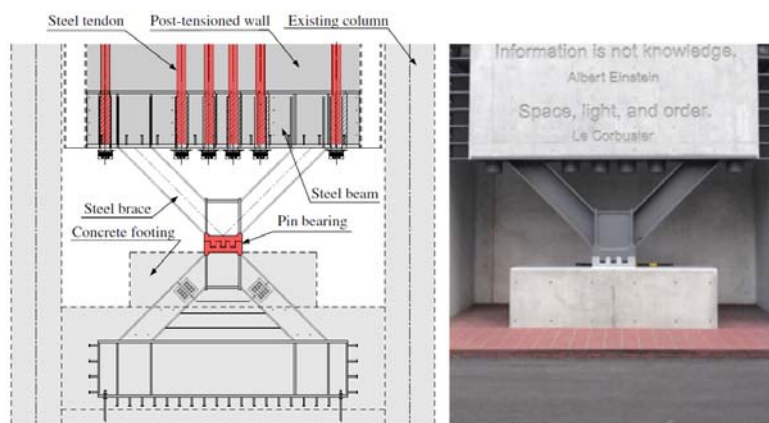 Steel tendon
Post-tensioned wall
Existing column
Steel beam
Steel brace
Pin bearing
Concrete footing
Information is not knowledge.
Albert Einstein
Space, light, and order.
Le Corbusier